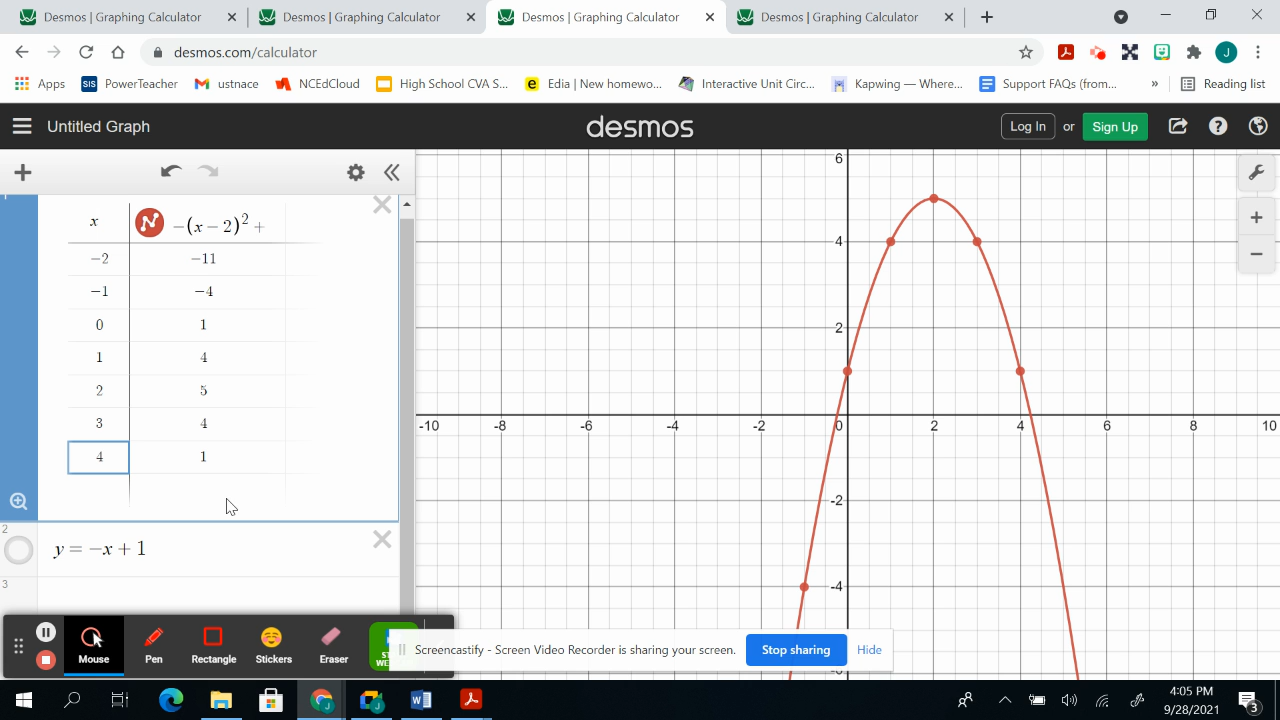 Desmos | Graphing Calculator Desmos | Graphing Calculator Desmos | Graphing Calculator Desmos | Graphing Calculator
desmos.com/calculator
Apps SIS PowerTeacher ustnace NCEdCloud High School CVA S... e Edia | New homewo... Interactive Unit Circ... Kapwing — Where... Support FAQs (from... » Reading list
Untitled Graph desmos Log In or Sign Up
x −(x − 2)² +
−2 −11
−1 −4
0 1
1 4
2 5
3 4
4 1
2
y = −x + 1
3
6
4
2
-10 -8 -6 -4 -2 0 2 4 6 8 10
-2
-4
Mouse Pen Rectangle Stickers Eraser
Screencastify - Screen Video Recorder is sharing your screen. Stop sharing Hide
4:05 PM
9/28/2021
3